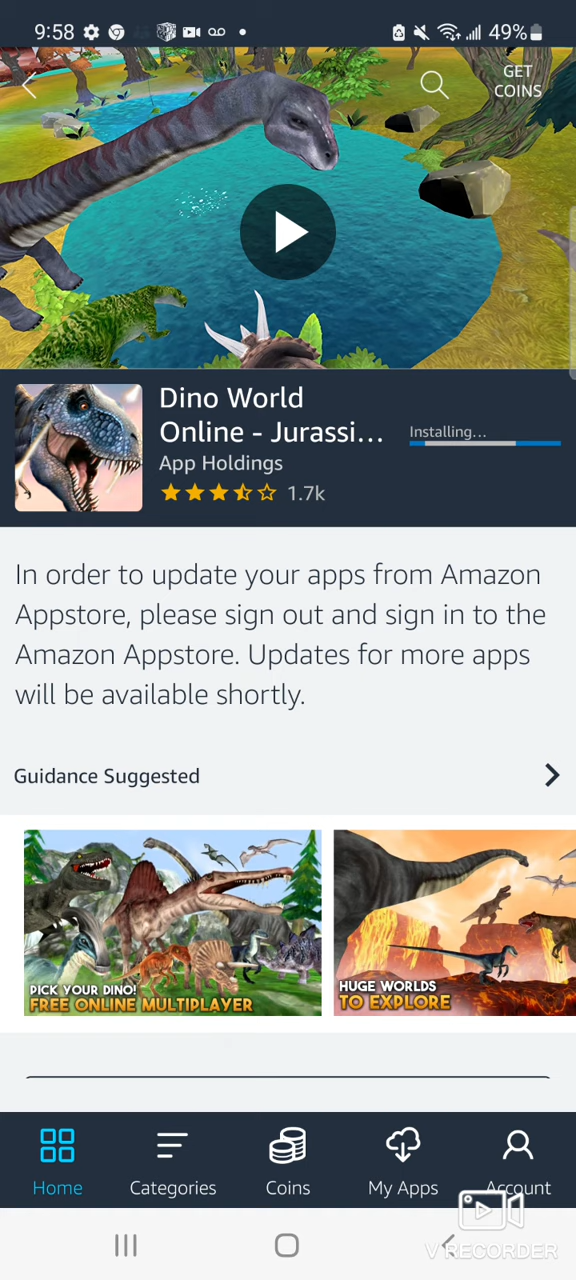 9:58
49%
GET
COINS
Dino World
Online - Jurassi...
Installing...
App Holdings
1.7k
In order to update your apps from Amazon
Appstore, please sign out and sign in to the
Amazon Appstore. Updates for more apps
will be available shortly.
Guidance Suggested
PICK YOUR DINO!
FREE ONLINE MULTIPLAYER
HUGE WORLDS
TO EXPLORE
Home
Categories
Coins
My Apps
Account
V RECORDER